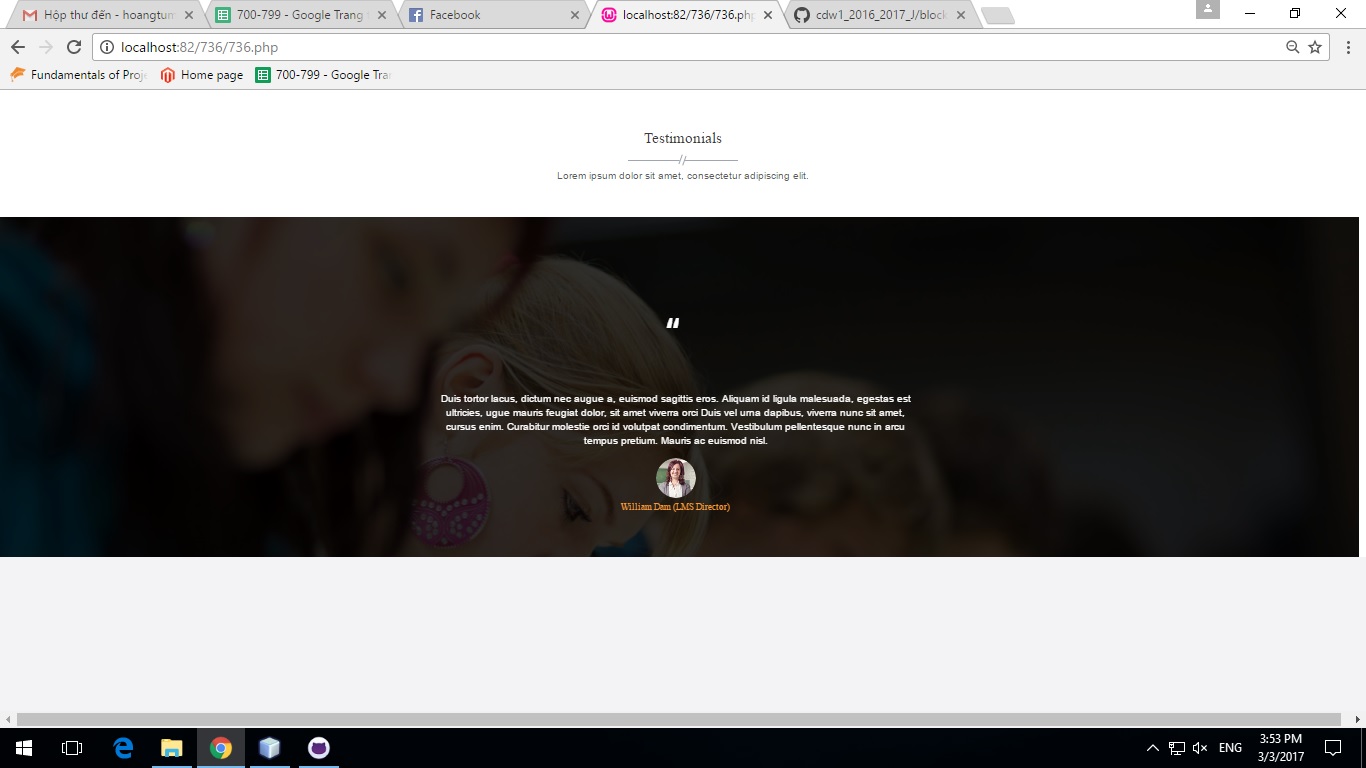 Hộp thư đến - hoangtum
700-799 - Google Trang
Facebook
localhost:82/736/736.php
cdw1_2016_2017_J/block
localhost:82/736/736.php
Fundamentals of Proj
Home page
700-799 - Google Tra
Testimonials
//
Lorem ipsum dolor sit amet, consectetur adipiscing elit.
“
Duis tortor lacus, dictum nec augue a, euismod sagittis eros. Aliquam id ligula malesuada, egestas est
ultricies, ugue mauris feugiat dolor, sit amet viverra orci Duis vel urna dapibus, viverra nunc sit amet,
cursus enim. Curabitur molestie orci id volutpat condimentum. Vestibulum pellentesque nunc in arcu
tempus pretium. Mauris ac euismod nisl.
William Dam (LMS Director)
ENG
3:53 PM
3/3/2017